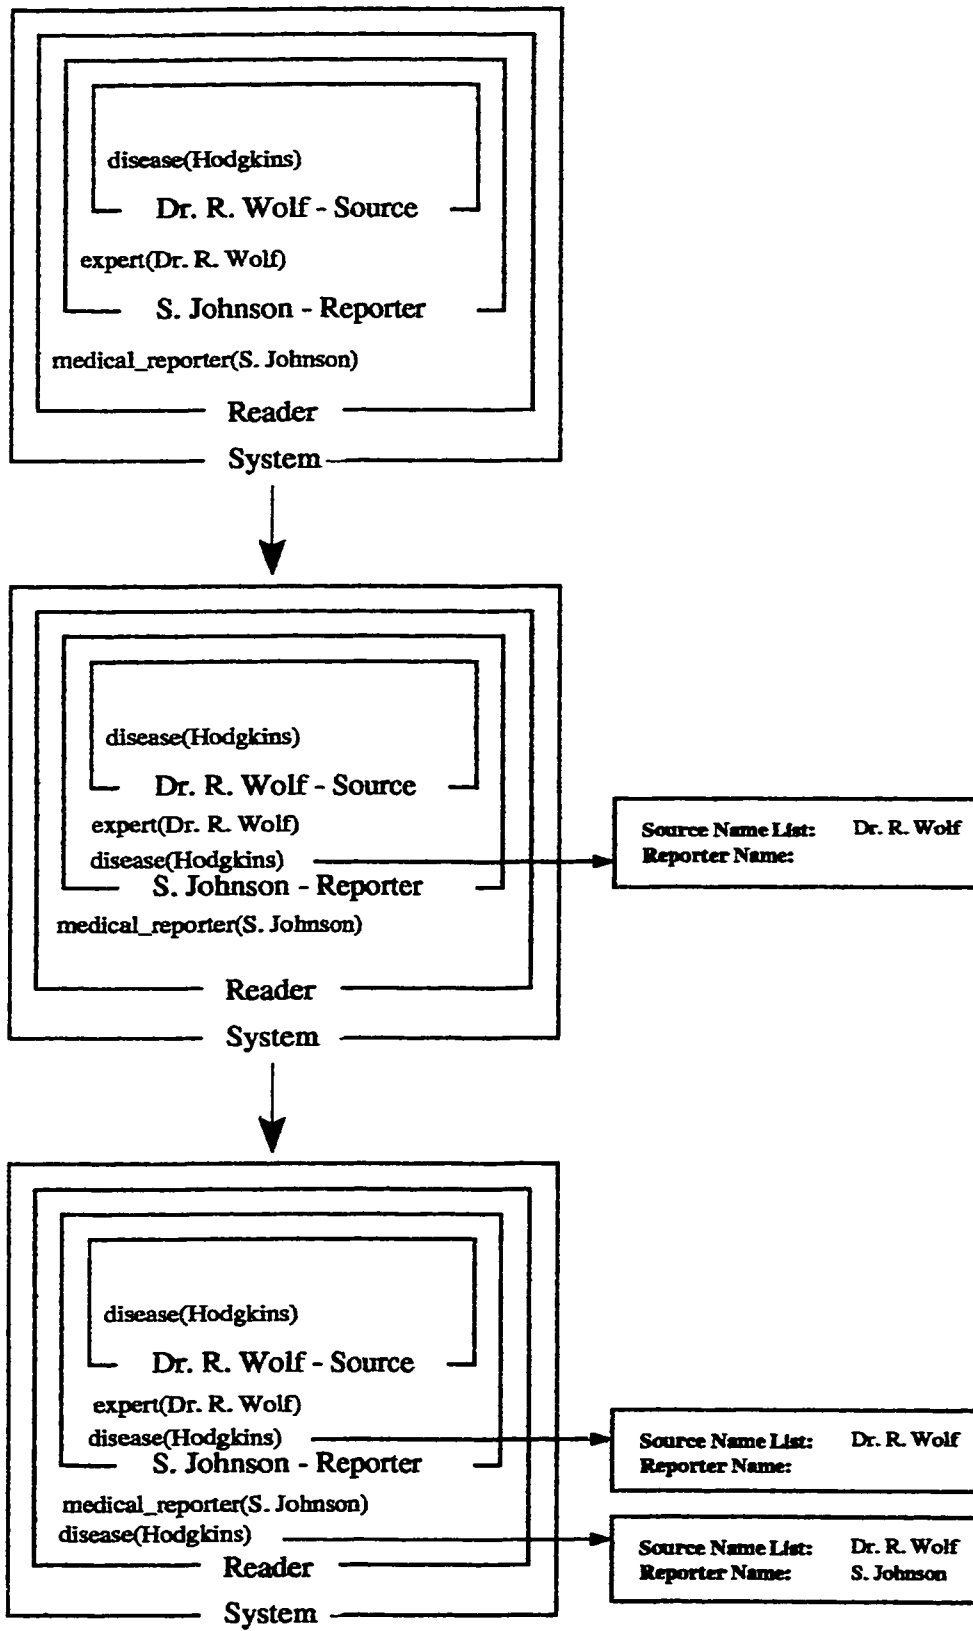 disease(Hodgkins)
Dr. R. Wolf - Source
expert(Dr. R. Wolf)
S. Johnson - Reporter
medical_reporter(S. Johnson)
Reader
System
disease(Hodgkins)
Dr. R. Wolf - Source
expert(Dr. R. Wolf)
disease(Hodgkins)
S. Johnson - Reporter
medical_reporter(S. Johnson)
Reader
System
Source Name List: Dr. R. Wolf
Reporter Name:
disease(Hodgkins)
Dr. R. Wolf - Source
expert(Dr. R. Wolf)
disease(Hodgkins)
S. Johnson - Reporter
medical_reporter(S. Johnson)
disease(Hodgkins)
Reader
System
Source Name List: Dr. R. Wolf
Reporter Name:
Source Name List: Dr. R. Wolf
Reporter Name: S. Johnson